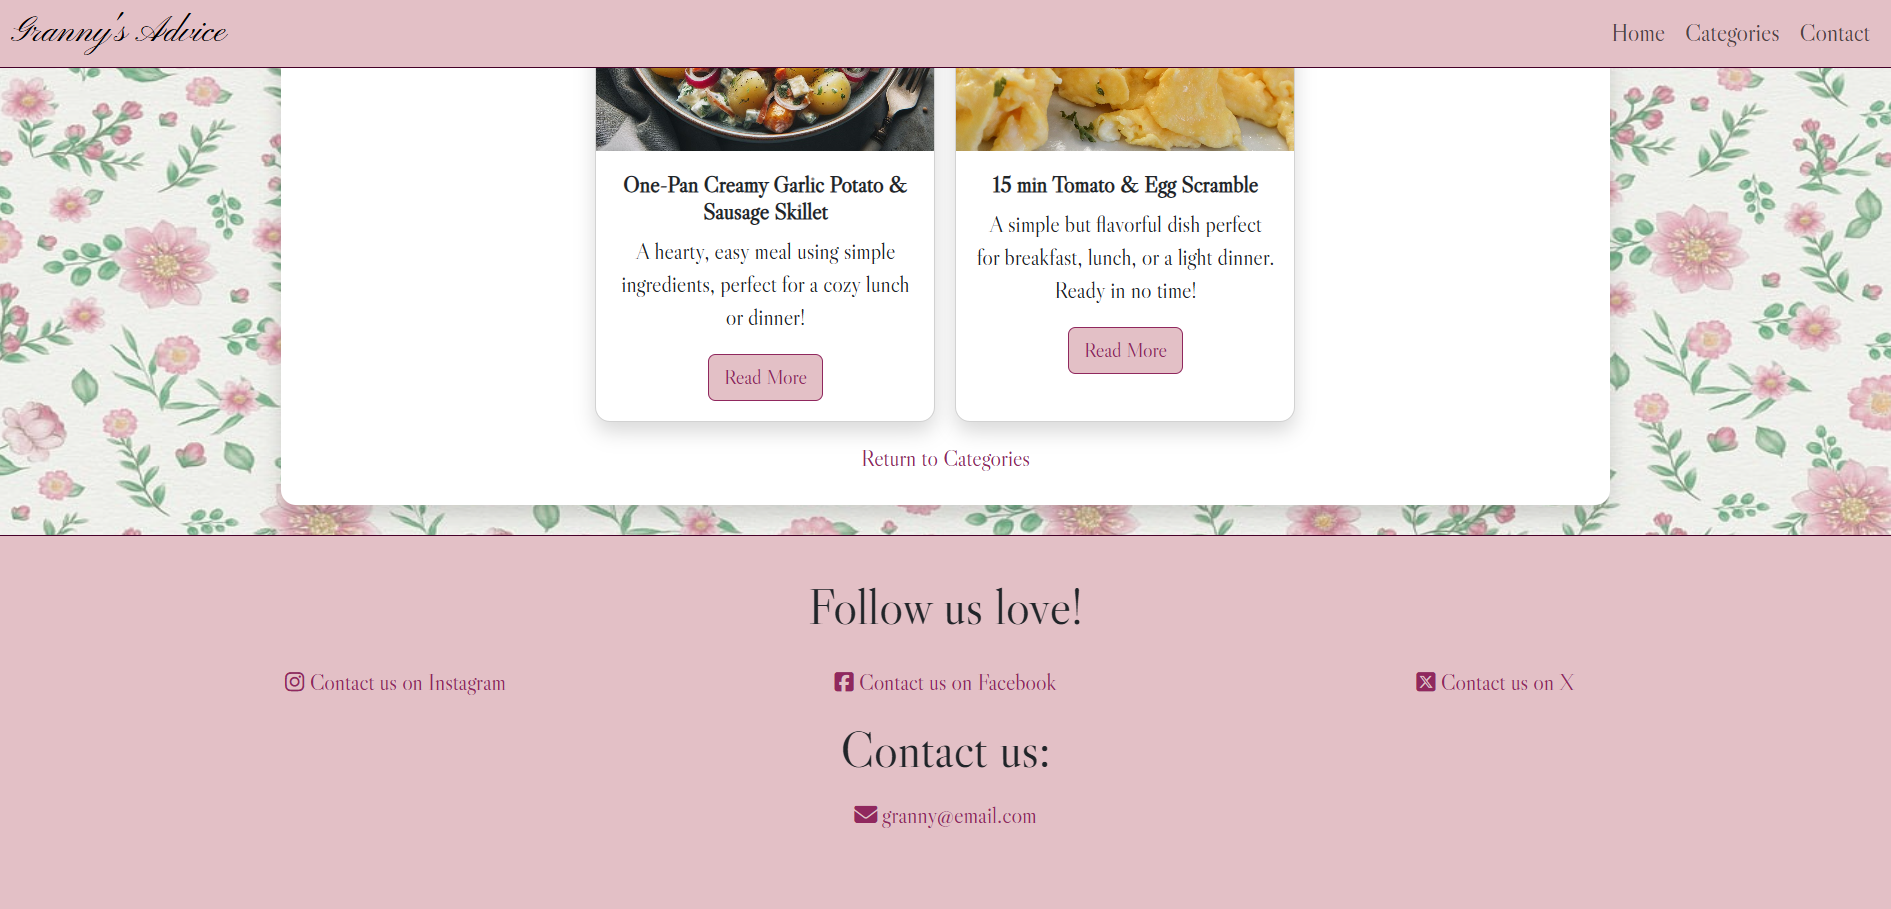 Granny's Advice
Home Categories Contact
One-Pan Creamy Garlic Potato &
Sausage Skillet
A hearty, easy meal using simple
ingredients, perfect for a cozy lunch
or dinner!
Read More
15 min Tomato & Egg Scramble
A simple but flavorful dish perfect
for breakfast, lunch, or a light dinner.
Ready in no time!
Read More
Return to Categories
Follow us love!
Contact us on Instagram
Contact us on Facebook
Contact us on X
Contact us:
granny@email.com